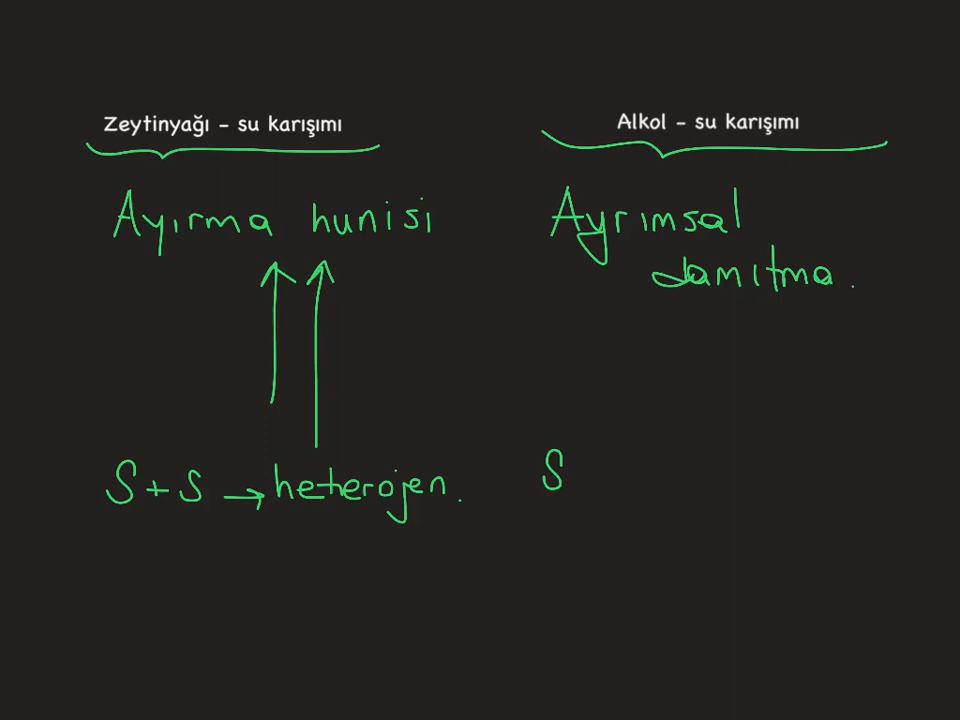 Zeytinyağı - su karışımı
Ayırma hunisi
S + S → heterojen.
Alkol - su karışımı
Ayrımsal
damıtma.
S